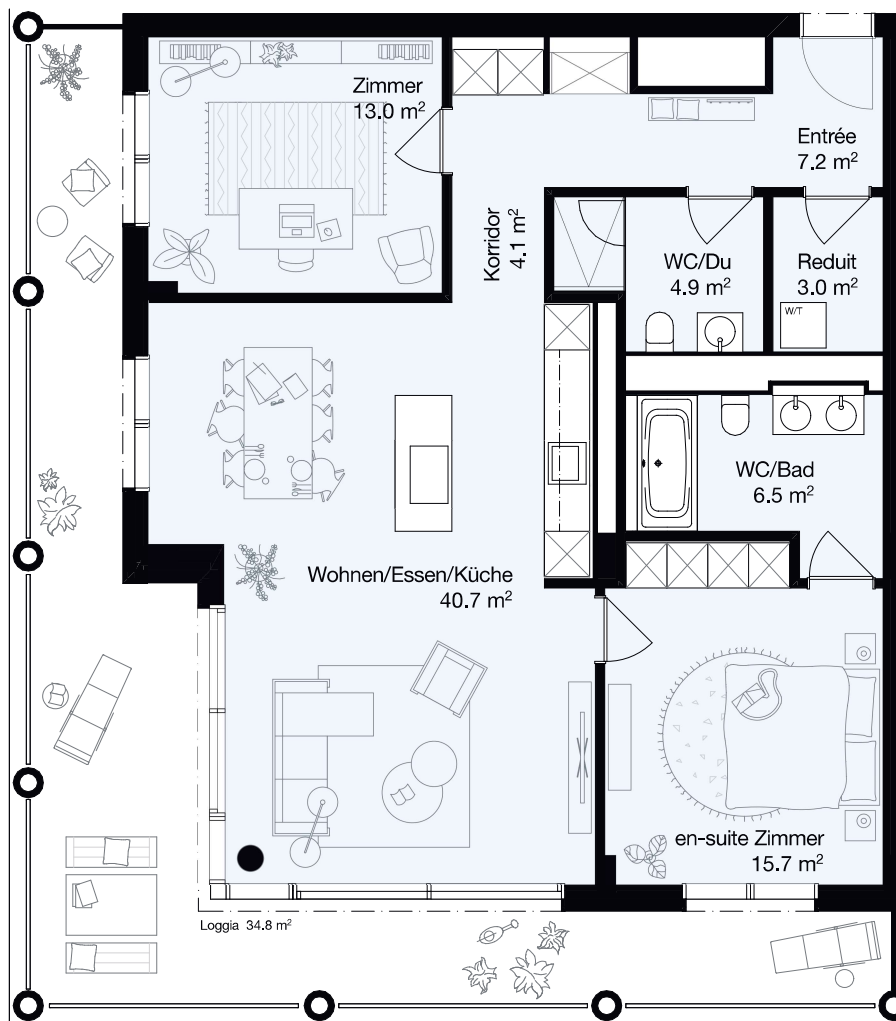 Zimmer
13.0 m²
Entrée
7.2 m²
Korridor
4.1 m²
WC/Du
4.9 m²
Reduit
3.0 m²
W/T
WC/Bad
6.5 m²
Wohnen/Essen/Küche
40.7 m²
en-suite Zimmer
15.7 m²
Loggia 34.8 m²